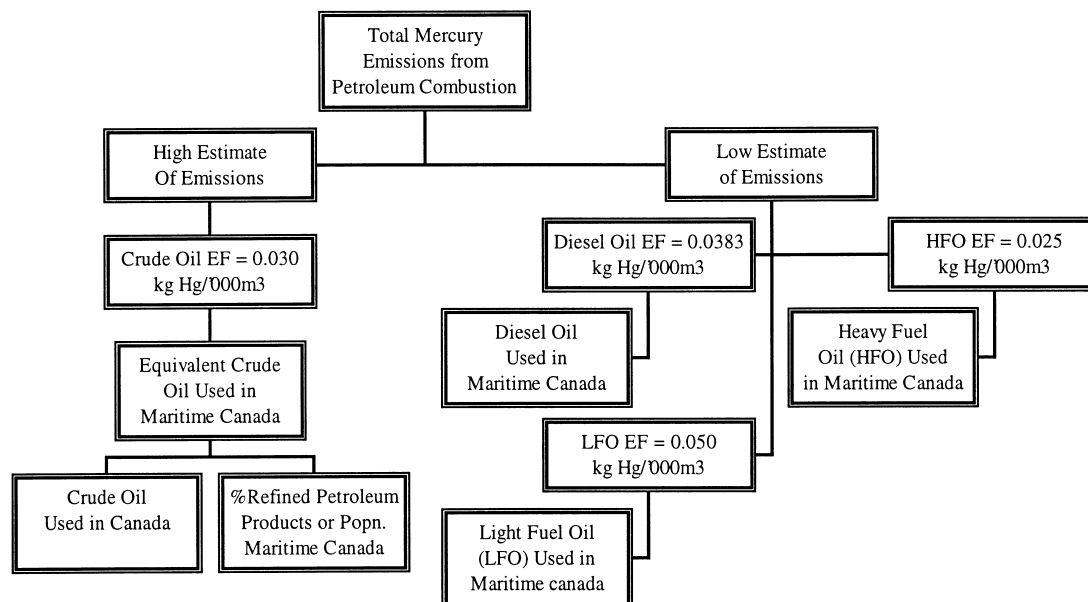 Total Mercury
Emissions from
Petroleum Combustion
High Estimate
Of Emissions
Low Estimate
of Emissions
Crude Oil EF = 0.030
kg Hg/'000m3
Diesel Oil EF = 0.0383
kg Hg/'000m3
HFO EF = 0.025
kg Hg/'000m3
Equivalent Crude
Oil Used in
Maritime Canada
Diesel Oil
Used in
Maritime Canada
Heavy Fuel
Oil (HFO) Used
in Maritime Canada
LFO EF = 0.050
kg Hg/'000m3
Crude Oil
Used in Canada
%Refined Petroleum
Products or Popn.
Maritime Canada
Light Fuel Oil
(LFO) Used in
Maritime canada